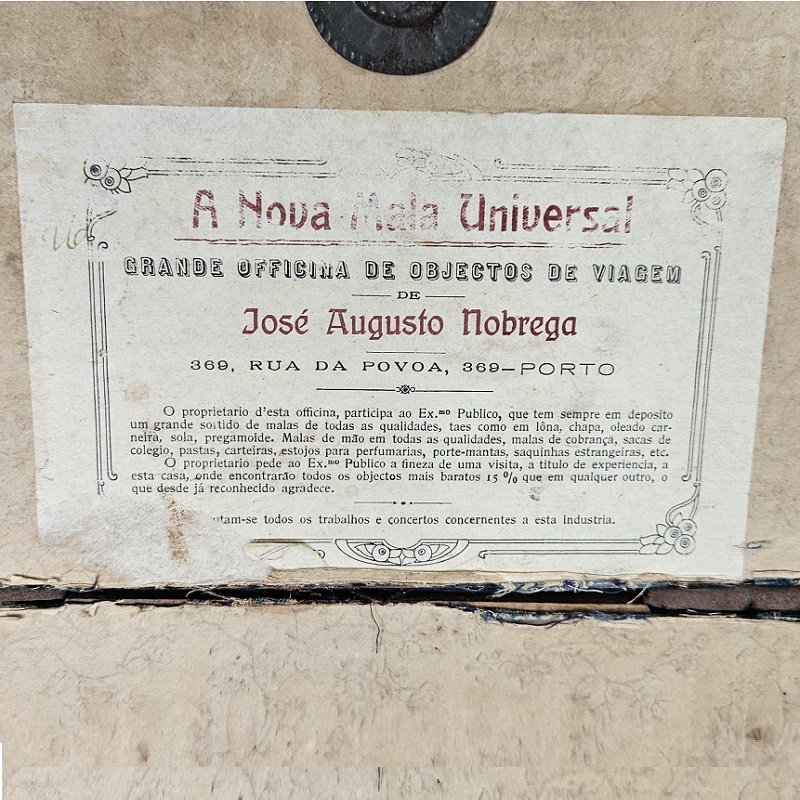 A Nova Mala Universal
GRANDE OFFICINA DE OBJECTOS DE VIAGEM
DE
José Augusto Nobrega
369, RUA DA POVOA, 369—PORTO
O proprietario d'esta officina, participa ao Ex.mo Publico, que tem sempre em deposito
um grande sortido de malas de todas as qualidades, taes como em lôna, chapa, oleado car-
neira, sola, pregamoide. Malas de mão em todas as qualidades, malas de cobrança, sacas de
colegio, pastas, carteiras, estojos para perfumarias, porte-mantas, saquinhas estrangeiras, etc.
O proprietario pede ao Ex.mo Publico a fineza de uma visita, a titulo de experiencia, a
esta casa, onde encontrarão todos os objectos mais baratos 15 % que em qualquer outro, o
que desde já reconhecido agradece.
utam-se todos os trabalhos e concertos concernentes a esta industria.